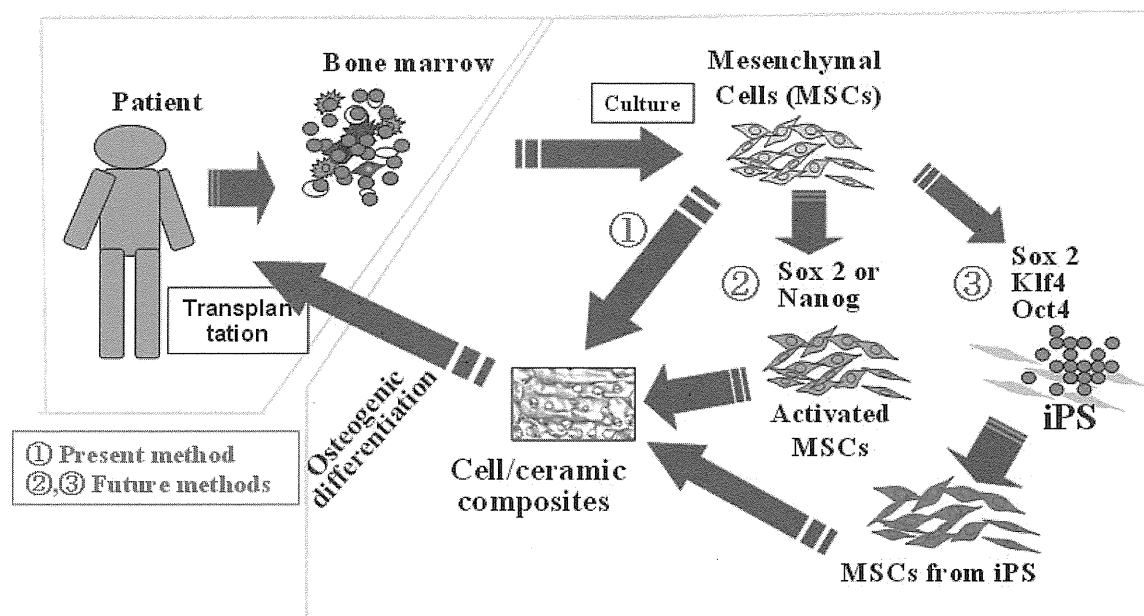 Patient
Bone marrow
Culture
Mesenchymal
Cells (MSCs)
①
②
Sox 2 or
Nanog
③
Sox 2
Klf4
Oct4
Transplan
tation
Activated
MSCs
iPS
Osteogenic
differentiation
Cell/ceramic
composites
MSCs from iPS
① Present method
②,③ Future methods